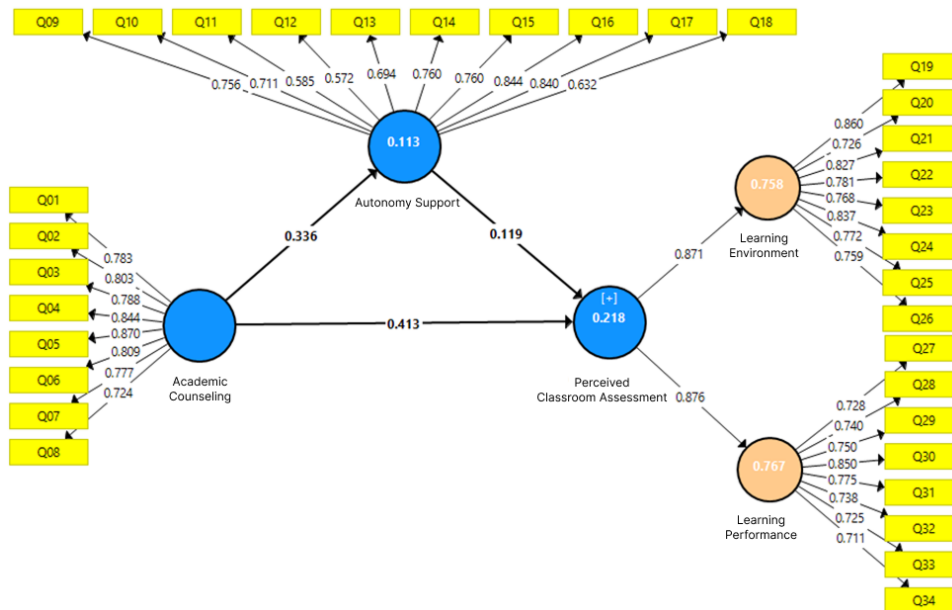 Q09 Q10 Q11 Q12 Q13 Q14 Q15 Q16 Q17 Q18
0.756 0.711 0.585 0.572 0.694 0.760 0.760 0.844 0.840 0.632
0.113
Autonomy Support
Q01
Q02
Q03
Q04
Q05
Q06
Q07
Q08
0.783
0.803
0.788
0.844
0.870
0.809
0.777
0.724
Academic
Counseling
0.336
0.119
0.413
[+]
0.218
Perceived
Classroom Assessment
0.871
0.876
0.758
Learning
Environment
0.860
0.726
0.827
0.781
0.768
0.837
0.772
0.759
Q19
Q20
Q21
Q22
Q23
Q24
Q25
Q26
0.767
Learning
Performance
0.728
0.740
0.750
0.850
0.775
0.738
0.725
0.711
Q27
Q28
Q29
Q30
Q31
Q32
Q33
Q34